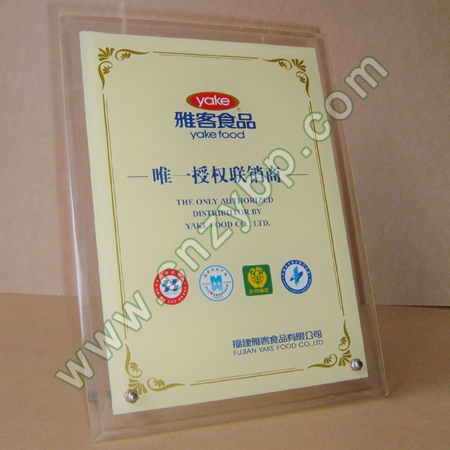 yake
雅客食品
yake food
唯一授权联销商
THE ONLY AUTHORIZED
DISTRIBUTOR BY
YAKE FOOD CO., LTD.
福建雅客食品有限公司
FUJIAN YAKE FOOD CO.,LTD
www.cnzybp.com